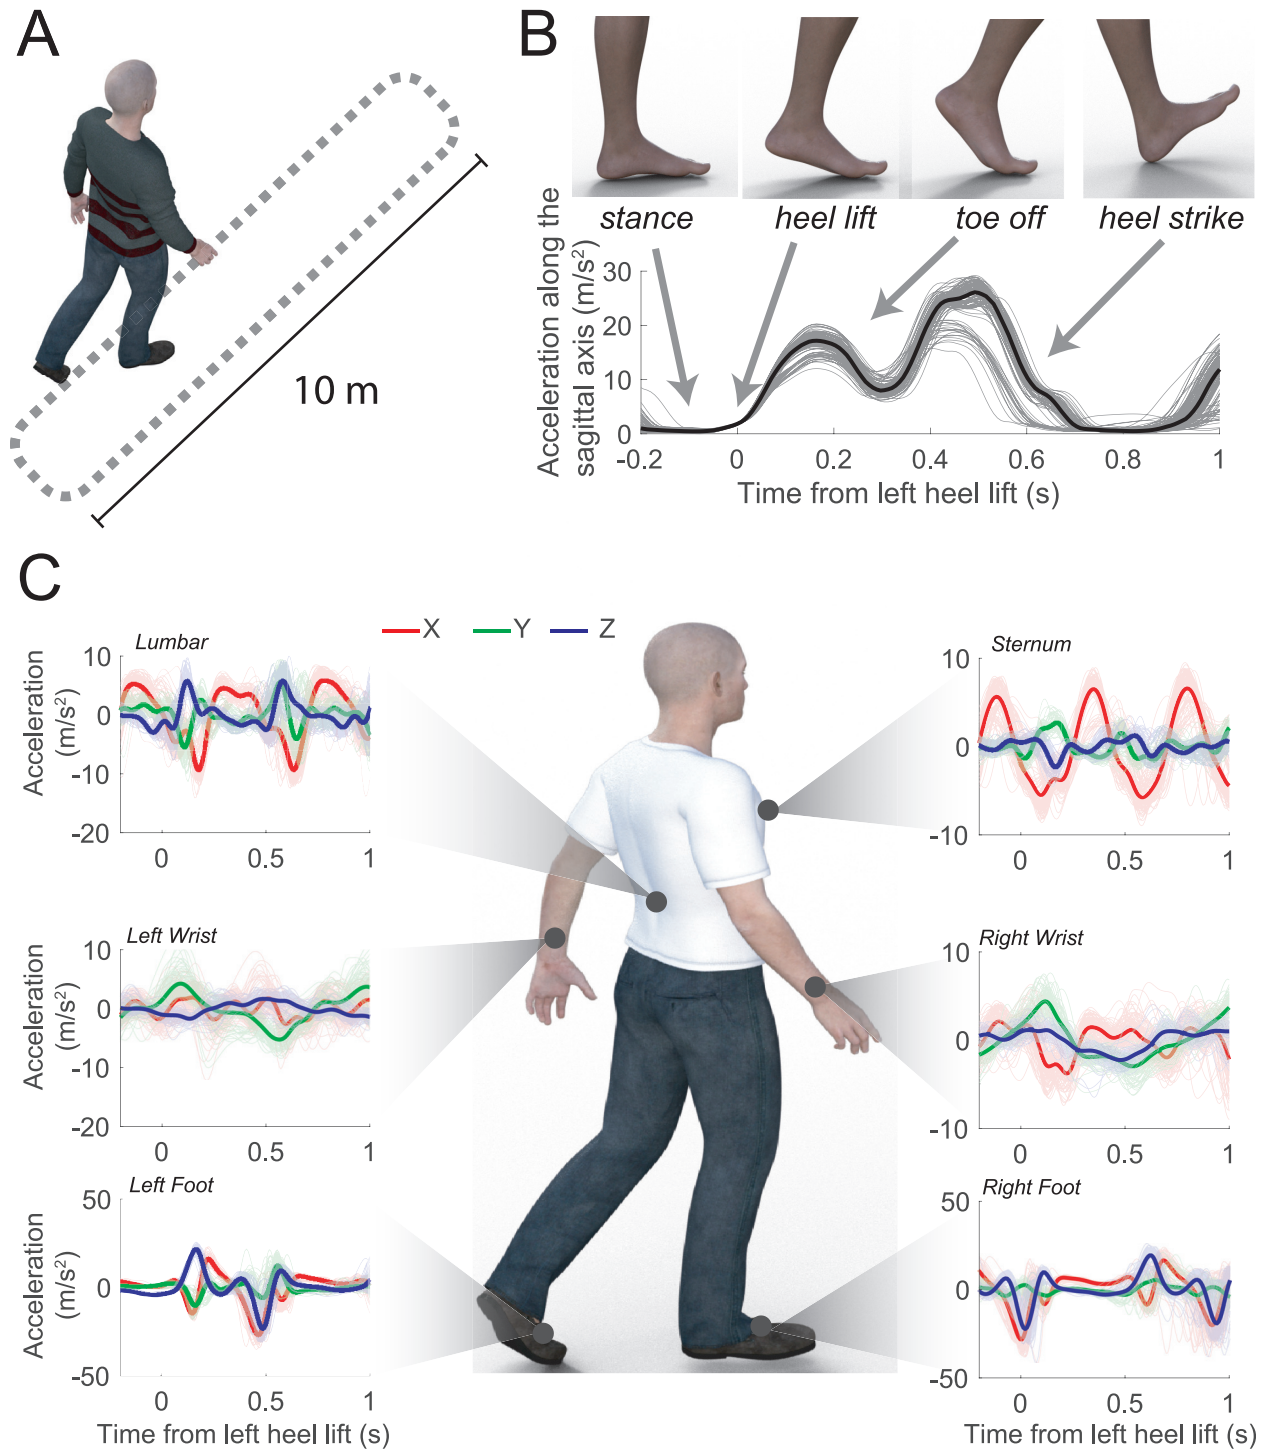 A
10 m
B
stance
heel lift
toe off
heel strike
Acceleration along the
sagittal axis (m/s²)
30
20
10
0
-0.2
0
0.2
0.4
0.6
0.8
1
Time from left heel lift (s)
C
X
Y
Z
Lumbar
Acceleration
(m/s²)
10
0
-10
-20
0
0.5
1
Sternum
10
0
-10
0
0.5
1
Left Wrist
Acceleration
(m/s²)
10
0
-10
-20
0
0.5
1
Right Wrist
10
0
-10
0
0.5
1
Left Foot
Acceleration
(m/s²)
50
0
-50
0
0.5
1
Time from left heel lift (s)
Right Foot
50
0
-50
0
0.5
1
Time from left heel lift (s)